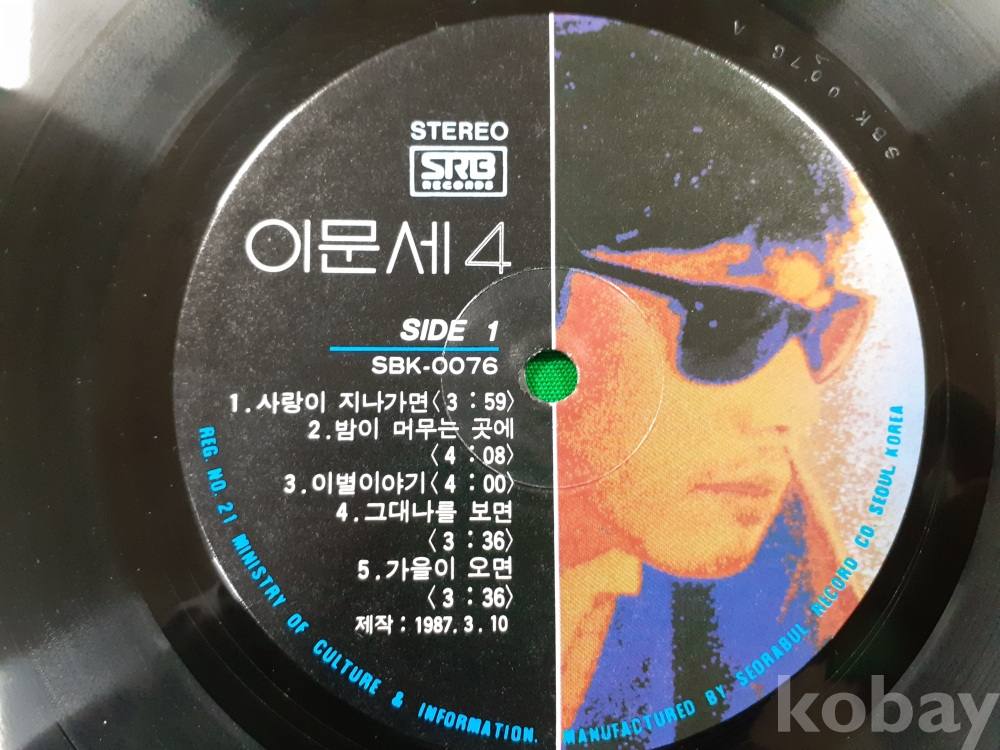 STEREO
SRB
RECORDS
이문세 4
SIDE 1
SBK-0076
1.사랑이 지나가면〈3 : 59〉
2.밤이 머무는 곳에
〈4 : 08〉
3.이별이야기〈4 : 00〉
4.그대나를 보면
〈3 : 36〉
5.가을이 오면
〈3 : 36〉
제작 : 1987. 3. 10
REG. NO. 21 MINISTRY OF CULTURE & INFORMATION.
MANUFACTURED BY SEORABUL RECORD CO. SEOUL KOREA
SBK 0076 A
kobay